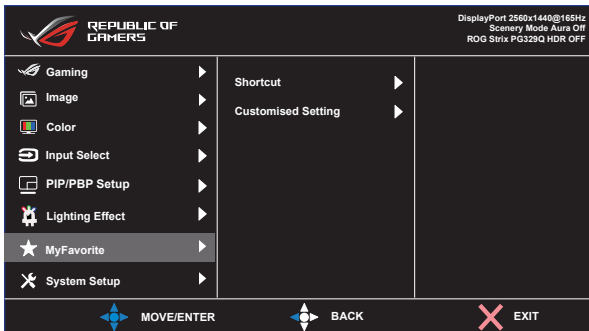 REPUBLIC OF
GAMERS
DisplayPort 2560x1440@165Hz
Scenery Mode Aura Off
ROG Strix PG329Q HDR OFF
Gaming
Image
Color
Input Select
PIP/PBP Setup
Lighting Effect
MyFavorite
System Setup
Shortcut
Customised Setting
MOVE/ENTER
BACK
EXIT